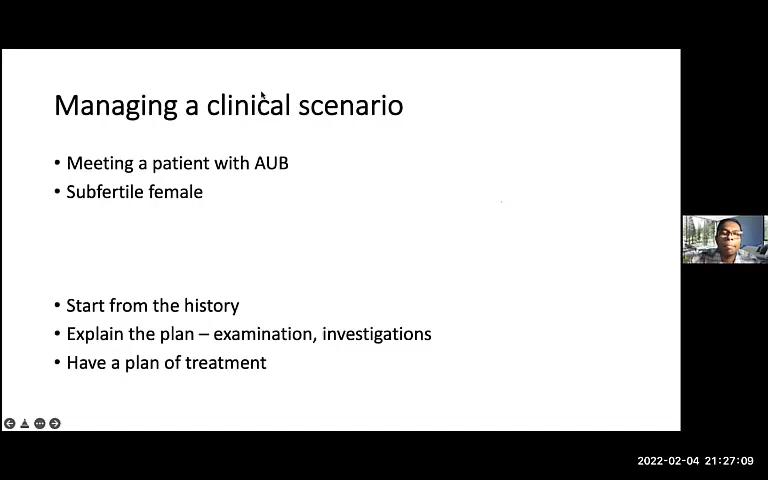 Managing a clinical scenario
• Meeting a patient with AUB
• Subfertile female
• Start from the history
• Explain the plan – examination, investigations
• Have a plan of treatment
2022-02-04 21:27:09